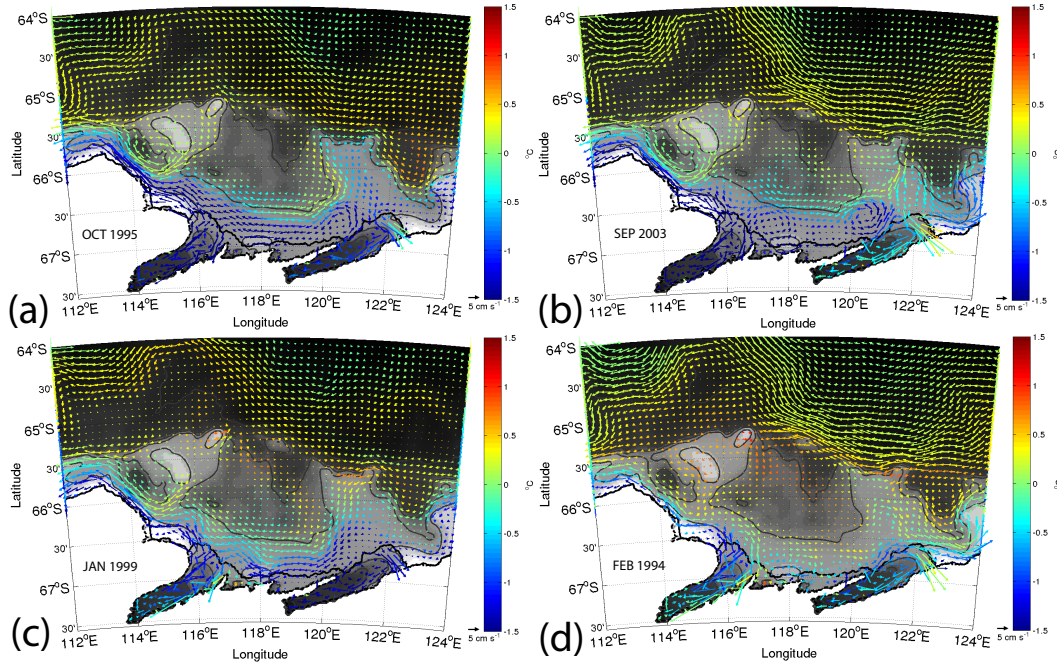 64°S
30'
65°S
30'
66°S
30'
67°S
30'
Latitude
OCT 1995
112°E
114°E
116°E
118°E
120°E
122°E
124°E
Longitude
1.5
1
0.5
0
-0.5
-1
-1.5
°C
5 cm s-1
(a)
64°S
30'
65°S
30'
66°S
30'
67°S
30'
Latitude
SEP 2003
112°E
114°E
116°E
118°E
120°E
122°E
124°E
Longitude
1.5
1
0.5
0
-0.5
-1
-1.5
°C
5 cm s-1
(b)
64°S
30'
65°S
30'
66°S
30'
67°S
30'
Latitude
JAN 1999
112°E
114°E
116°E
118°E
120°E
122°E
124°E
Longitude
1.5
1
0.5
0
-0.5
-1
-1.5
°C
5 cm s-1
(c)
64°S
30'
65°S
30'
66°S
30'
67°S
30'
Latitude
FEB 1994
112°E
114°E
116°E
118°E
120°E
122°E
124°E
Longitude
1.5
1
0.5
0
-0.5
-1
-1.5
°C
5 cm s-1
(d)